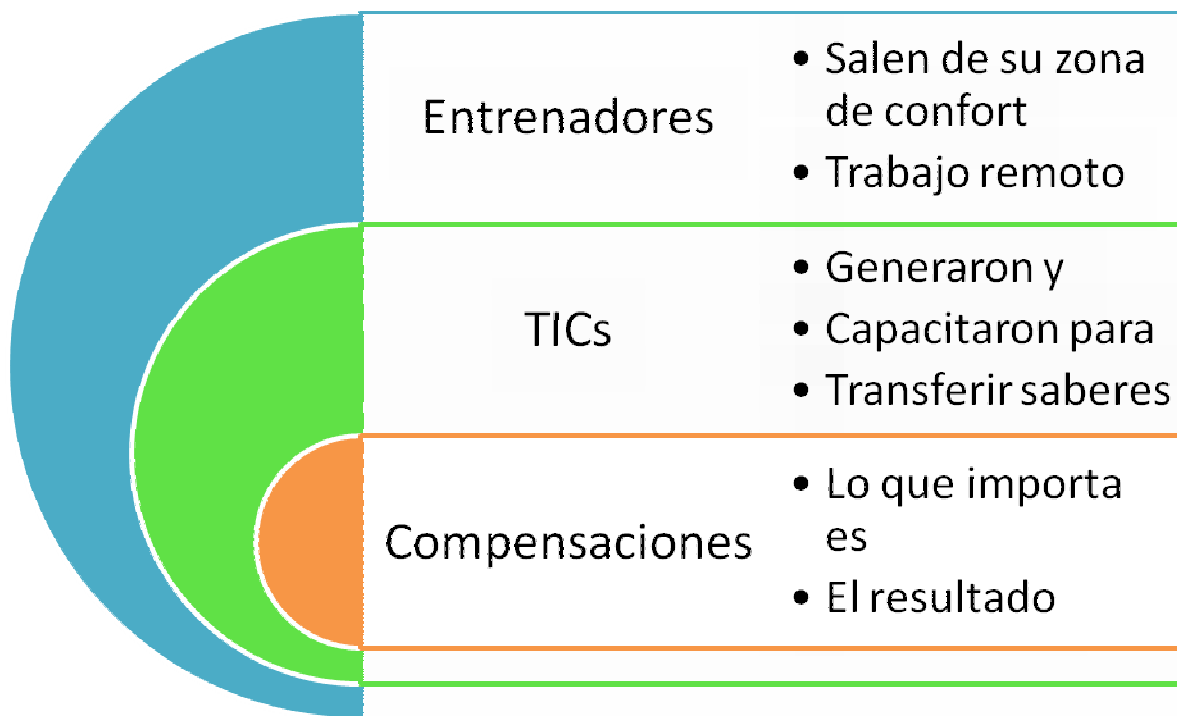 Entrenadores
• Salen de su zona
de confort
• Trabajo remoto
TICs
• Generaron y
• Capacitaron para
• Transferir saberes
Compensaciones
• Lo que importa
es
• El resultado